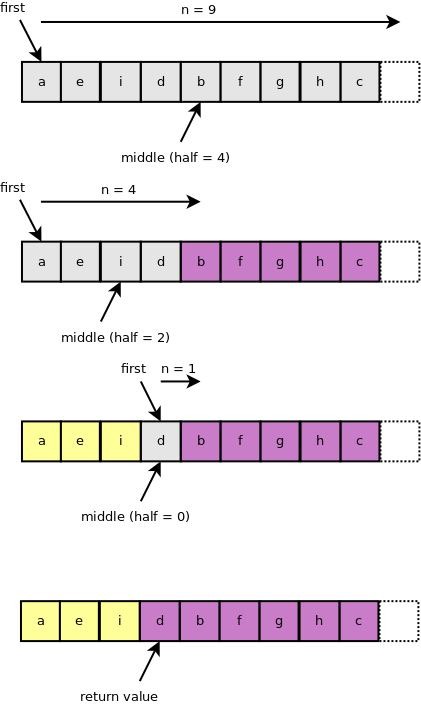 first
n = 9
a e i d b f g h c
middle (half = 4)
first
n = 4
a e i d b f g h c
middle (half = 2)
first n = 1
a e i d b f g h c
middle (half = 0)
a e i d b f g h c
return value